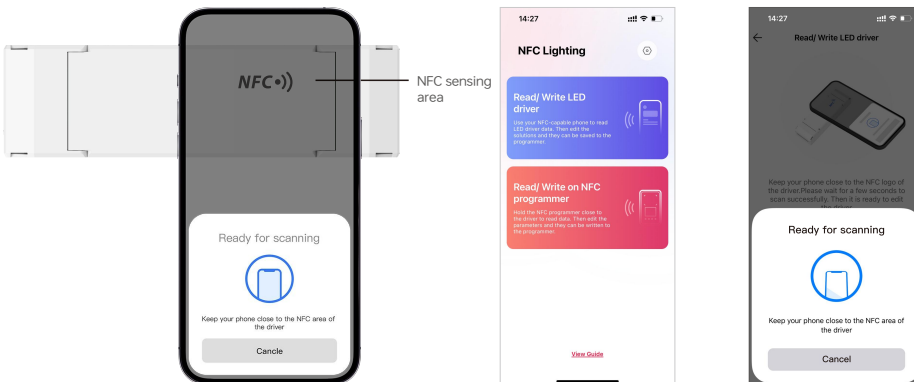 NFC
NFC sensing
area
Ready for scanning
Keep your phone close to the NFC area of
the driver
Cancle
14:27
NFC Lighting
Read/ Write LED
driver
Use your NFC-capable phone to read
LED driver data. Then edit the
solutions and they can be saved to the
programmer.
Read/ Write on NFC
programmer
Hold the NFC programmer close to
the driver to read data. Then edit the
parameters and they can be written to
the programmer.
View Guide
14:27
Read/ Write LED driver
Keep your phone close to the NFC logo of
the driver.Please wait for a few seconds to
scan successfully. Then it is ready to edit
the driver
Ready for scanning
Keep your phone close to the NFC area of
the driver
Cancel